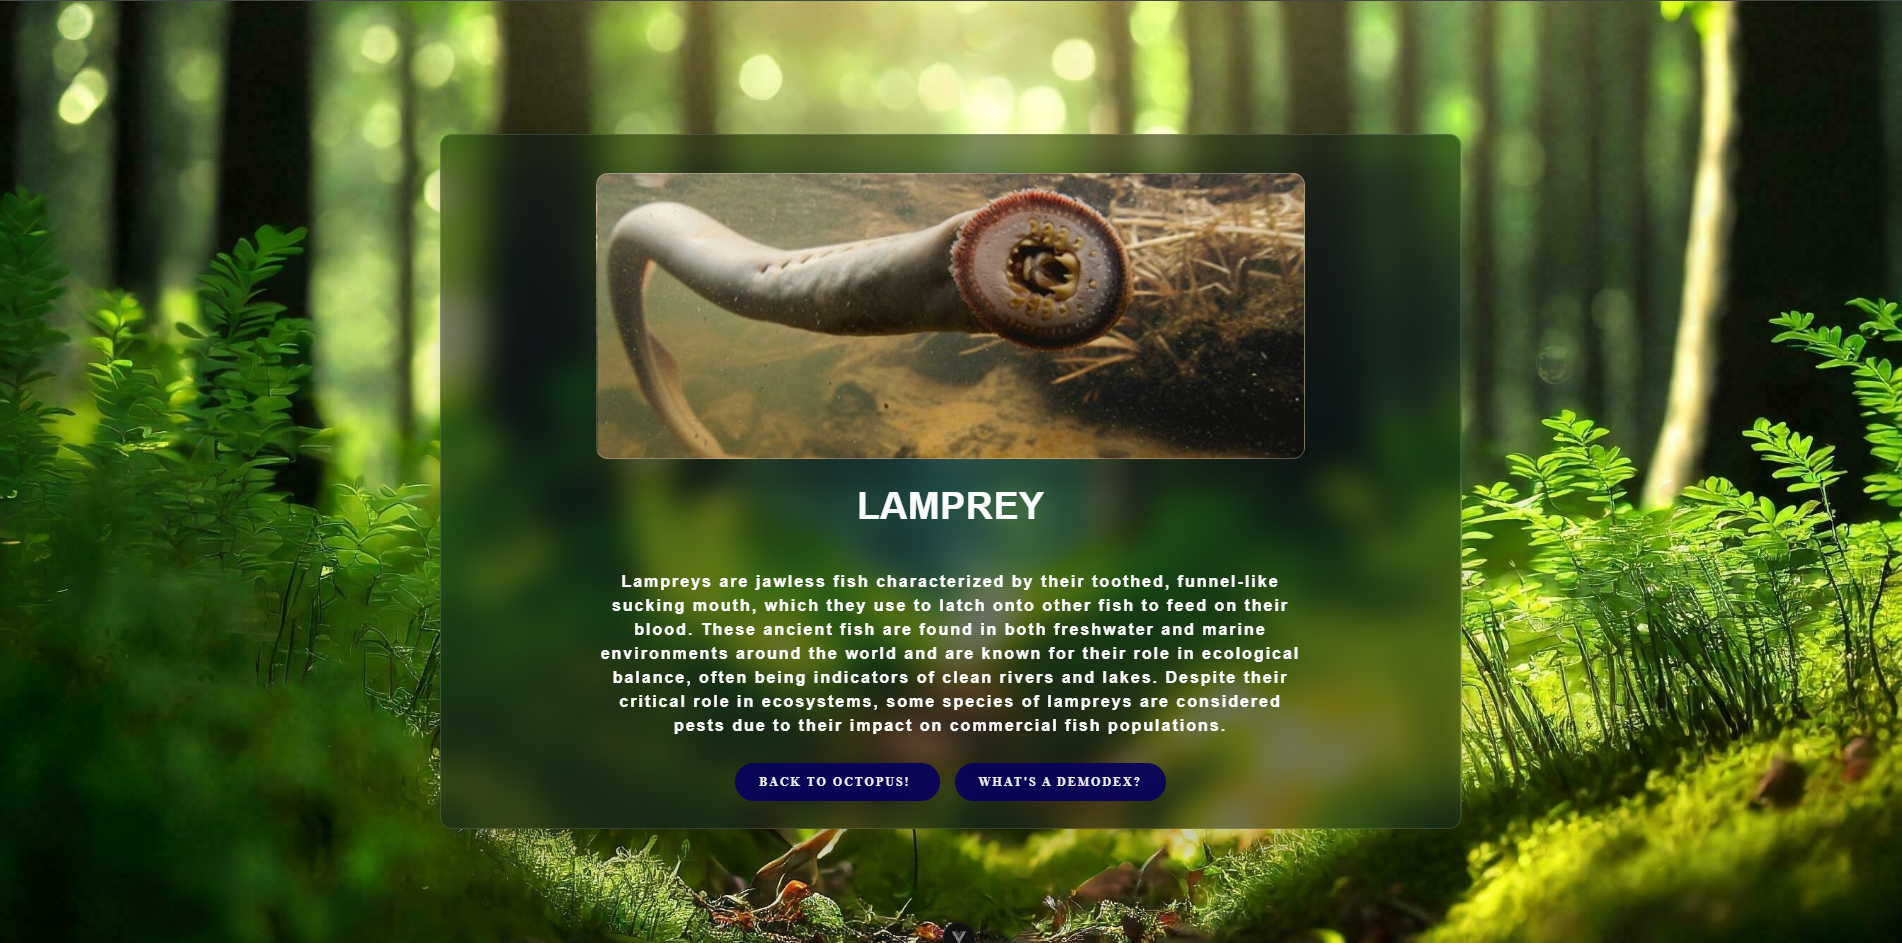 LAMPREY
Lampreys are jawless fish characterized by their toothed, funnel-like
sucking mouth, which they use to latch onto other fish to feed on their
blood. These ancient fish are found in both freshwater and marine
environments around the world and are known for their role in ecological
balance, often being indicators of clean rivers and lakes. Despite their
critical role in ecosystems, some species of lampreys are considered
pests due to their impact on commercial fish populations.
BACK TO OCTOPUS! WHAT'S A DEMODEX?